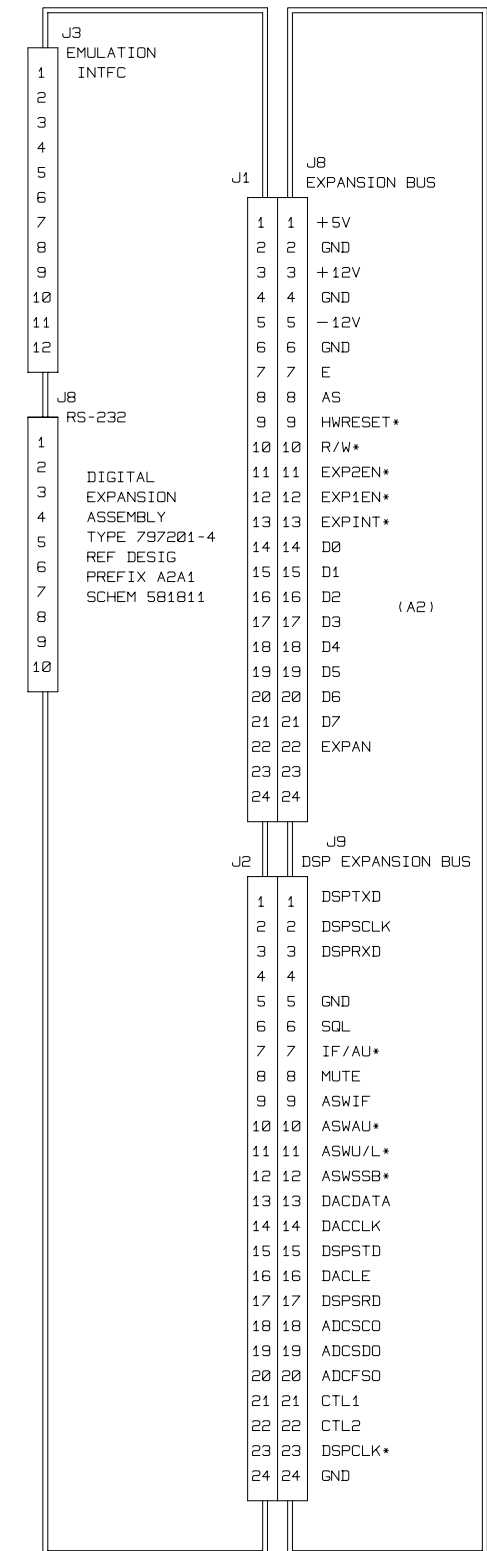 J3
EMULATION
INTFC
1
2
3
4
5
6
7
8
9
10
11
12
J8
RS-232
1
2
3
4
5
6
7
8
9
10
DIGITAL
EXPANSION
ASSEMBLY
TYPE 797201-4
REF DESIG
PREFIX A2A1
SCHEM 581811
J1
J8
EXPANSION BUS
1 1 +5V
2 2 GND
3 3 +12V
4 4 GND
5 5 -12V
6 6 GND
7 7 E
8 8 AS
9 9 HWRESET*
10 10 R/W*
11 11 EXP2EN*
12 12 EXP1EN*
13 13 EXPINT*
14 14 D0
15 15 D1
16 16 D2
17 17 D3
18 18 D4
19 19 D5
20 20 D6
21 21 D7
22 22 EXPAN
23 23
24 24
(A2)
J2
J9
DSP EXPANSION BUS
1 1 DSPTXD
2 2 DSPSCLK
3 3 DSPRXD
4 4
5 5 GND
6 6 SQL
7 7 IF/AU*
8 8 MUTE
9 9 ASWIF
10 10 ASWAU*
11 11 ASWU/L*
12 12 ASWSSB*
13 13 DACDATA
14 14 DACCLK
15 15 DSPSTD
16 16 DACLE
17 17 DSPSRD
18 18 ADCSCO
19 19 ADCSDO
20 20 ADCFSO
21 21 CTL1
22 22 CTL2
23 23 DSPCLK*
24 24 GND